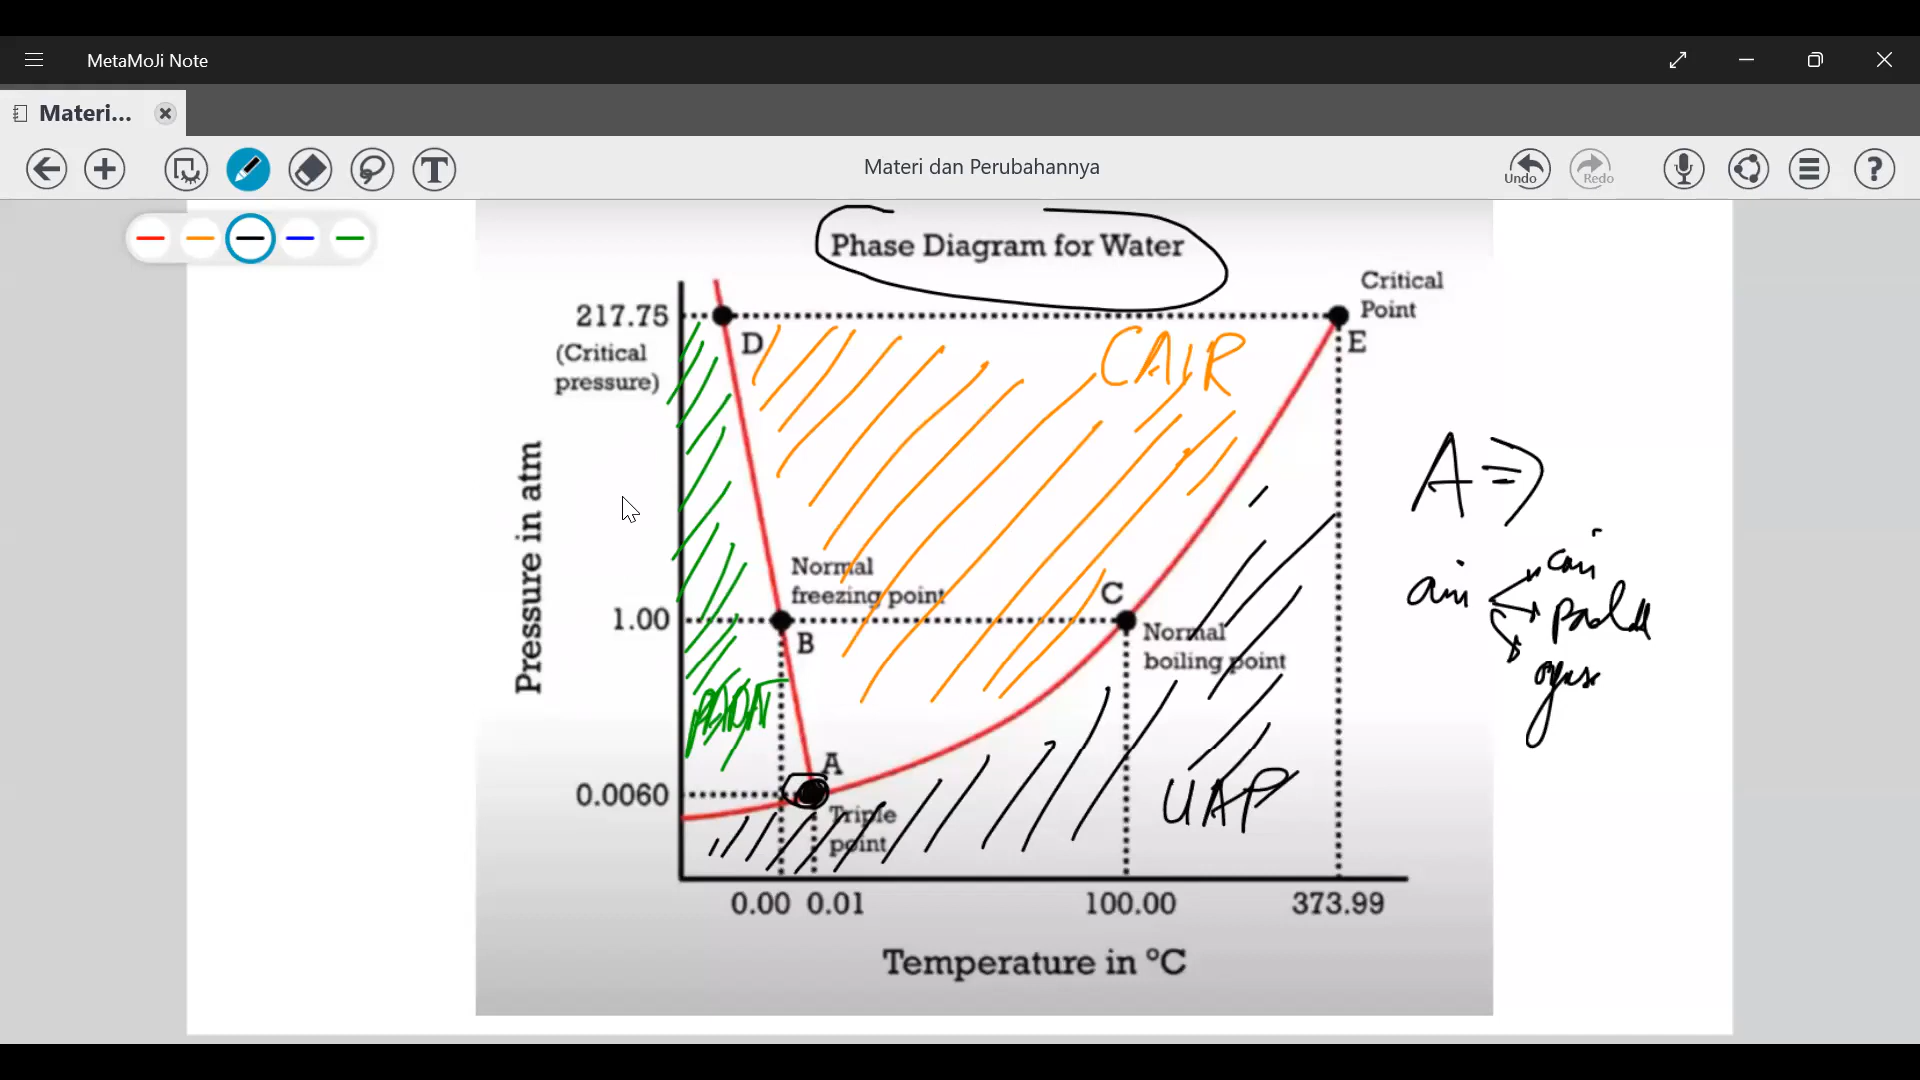 MetaMoJi Note
Materi...
Materi dan Perubahannya
Undo
Redo
Phase Diagram for Water
Critical
Point
217.75
(Critical
pressure)
D
E
CAIR
Pressure in atm
A ⇒
Normal
freezing point
C
air
cair
padat
gas
1.00
B
Normal
boiling point
PADAT
A
0.0060
Triple
point
UAP
0.00 0.01 100.00 373.99
Temperature in °C